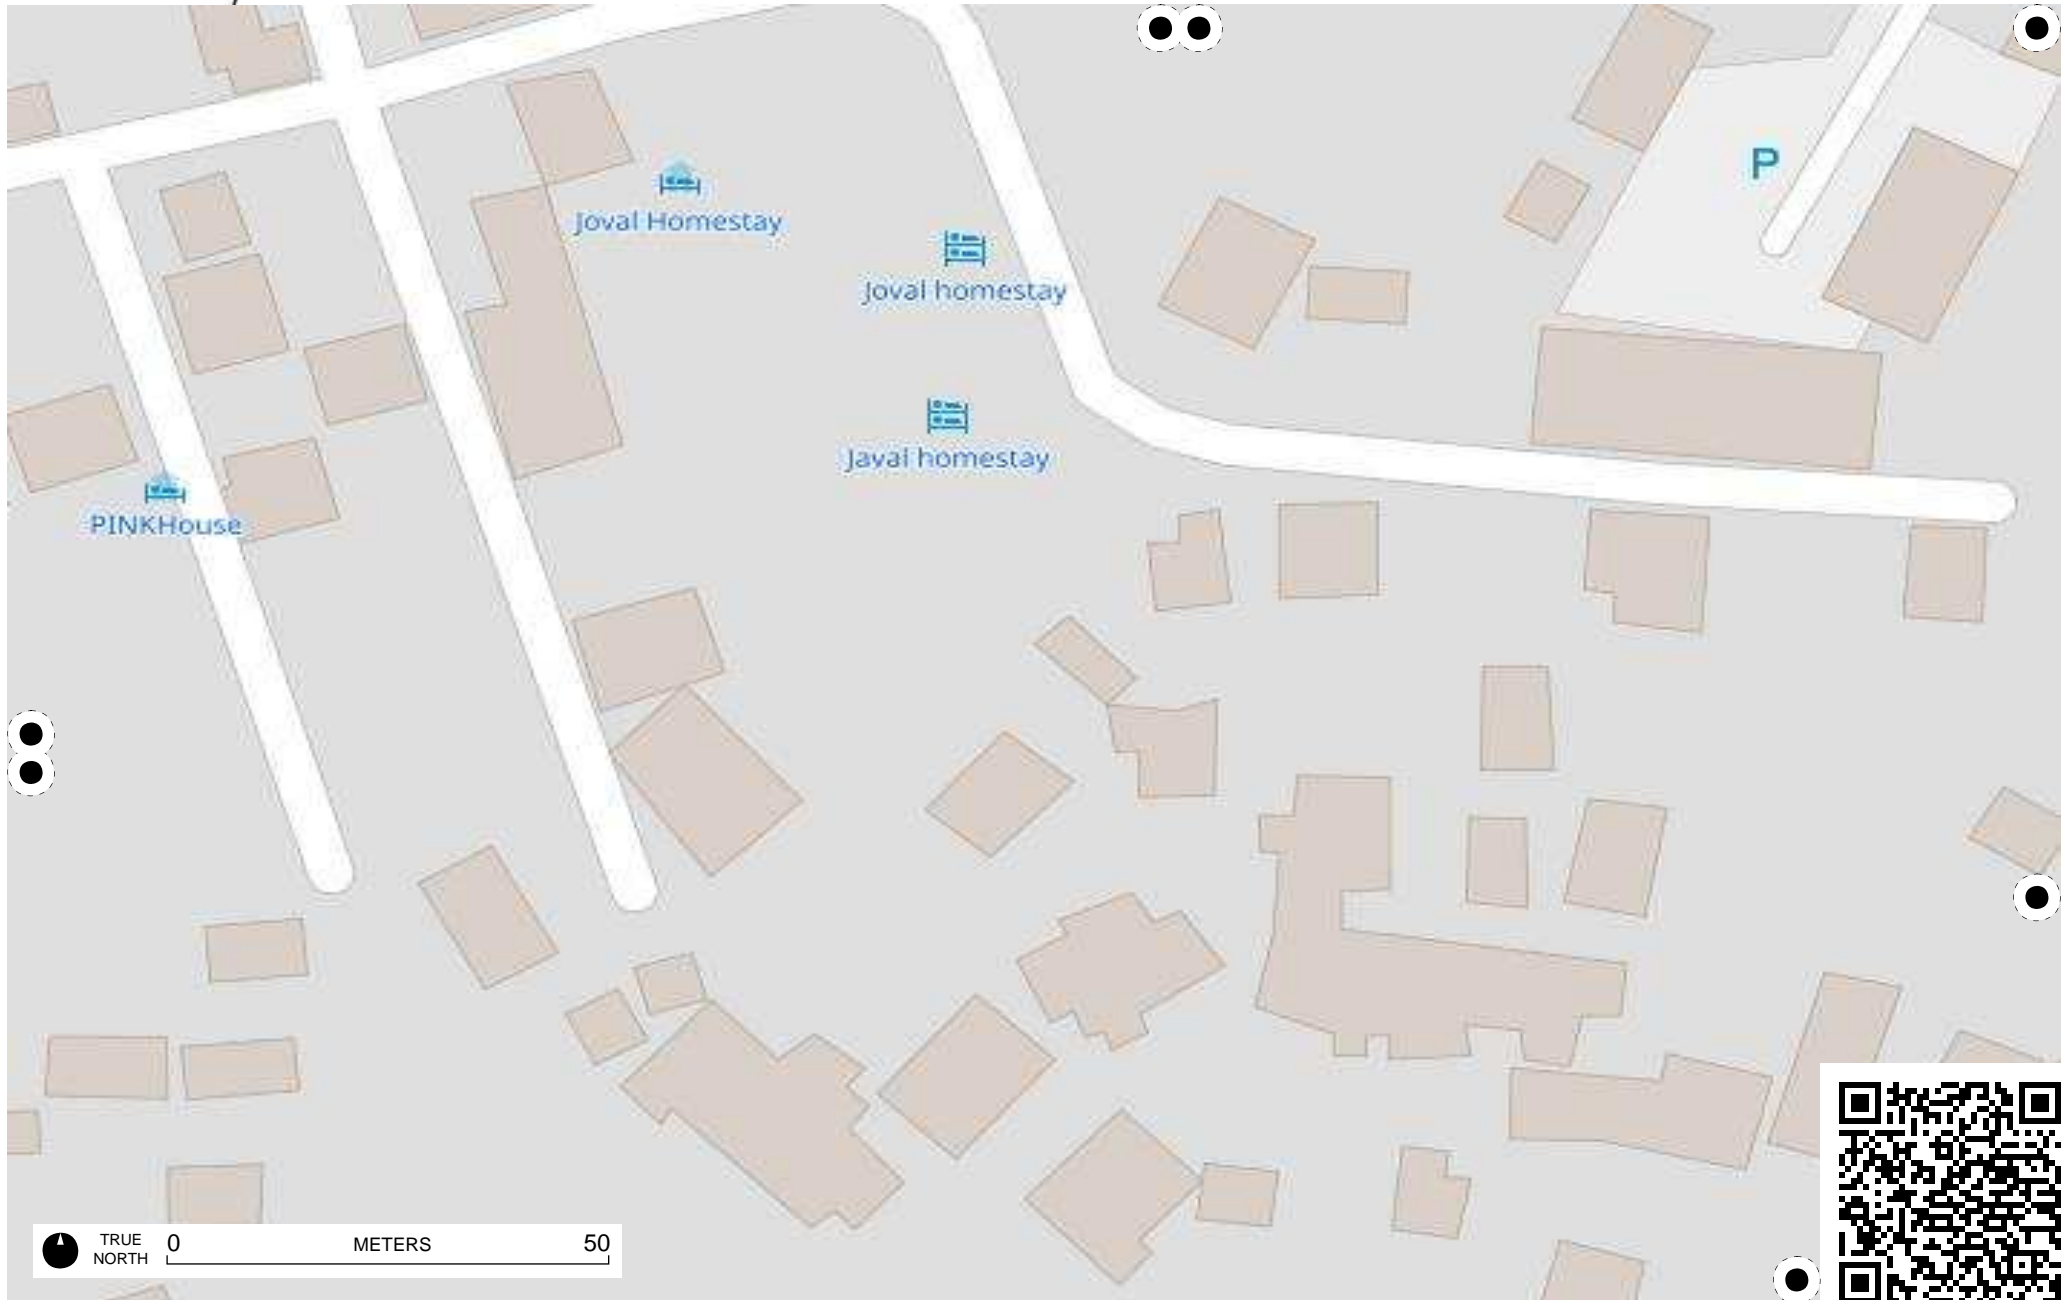 P
Joval Homestay
Joval homestay
Javal homestay
PINKHouse
TRUE NORTH
0 METERS 50